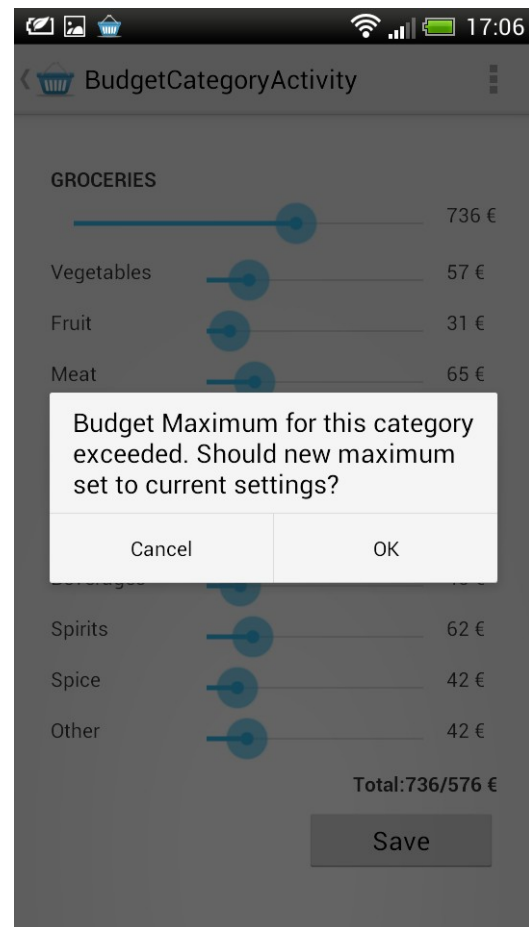 17:06
BudgetCategoryActivity
GROCERIES
736 €
Vegetables 57 €
Fruit 31 €
Meat 65 €
Budget Maximum for this category
exceeded. Should new maximum
set to current settings?
Cancel OK
Spirits 62 €
Spice 42 €
Other 42 €
Total:736/576 €
Save